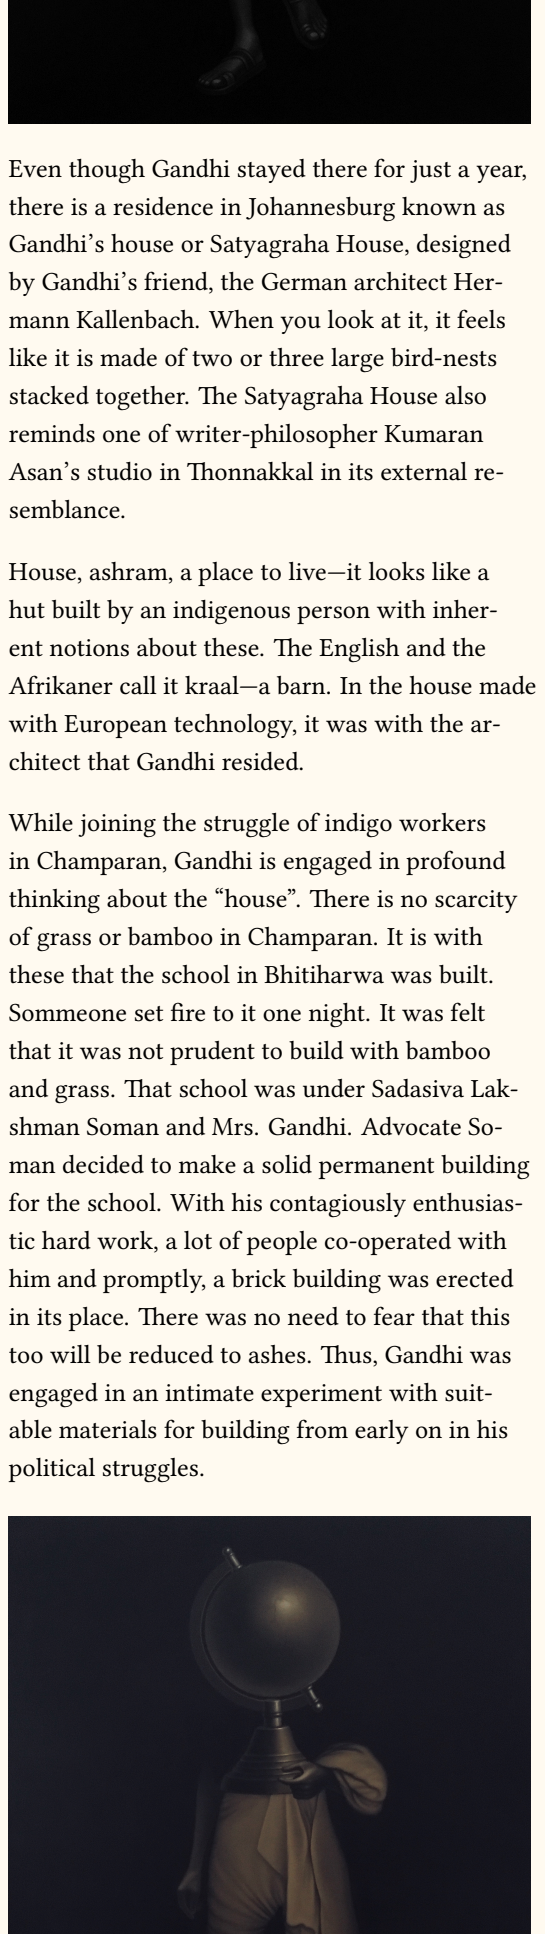 Even though Gandhi stayed there for just a year,
there is a residence in Johannesburg known as
Gandhi’s house or Satyagraha House, designed
by Gandhi’s friend, the German architect Her-
mann Kallenbach. When you look at it, it feels
like it is made of two or three large bird-nests
stacked together. The Satyagraha House also
reminds one of writer-philosopher Kumaran
Asan’s studio in Thonnakkal in its external re-
semblance.
House, ashram, a place to live—it looks like a
hut built by an indigenous person with inher-
ent notions about these. The English and the
Afrikaner call it kraal—a barn. In the house made
with European technology, it was with the ar-
chitect that Gandhi resided.
While joining the struggle of indigo workers
in Champaran, Gandhi is engaged in profound
thinking about the “house”. There is no scarcity
of grass or bamboo in Champaran. It is with
these that the school in Bhitiharwa was built.
Sommeone set fire to it one night. It was felt
that it was not prudent to build with bamboo
and grass. That school was under Sadasiva Lak-
shman Soman and Mrs. Gandhi. Advocate So-
man decided to make a solid permanent building
for the school. With his contagiously enthusias-
tic hard work, a lot of people co-operated with
him and promptly, a brick building was erected
in its place. There was no need to fear that this
too will be reduced to ashes. Thus, Gandhi was
engaged in an intimate experiment with suit-
able materials for building from early on in his
political struggles.